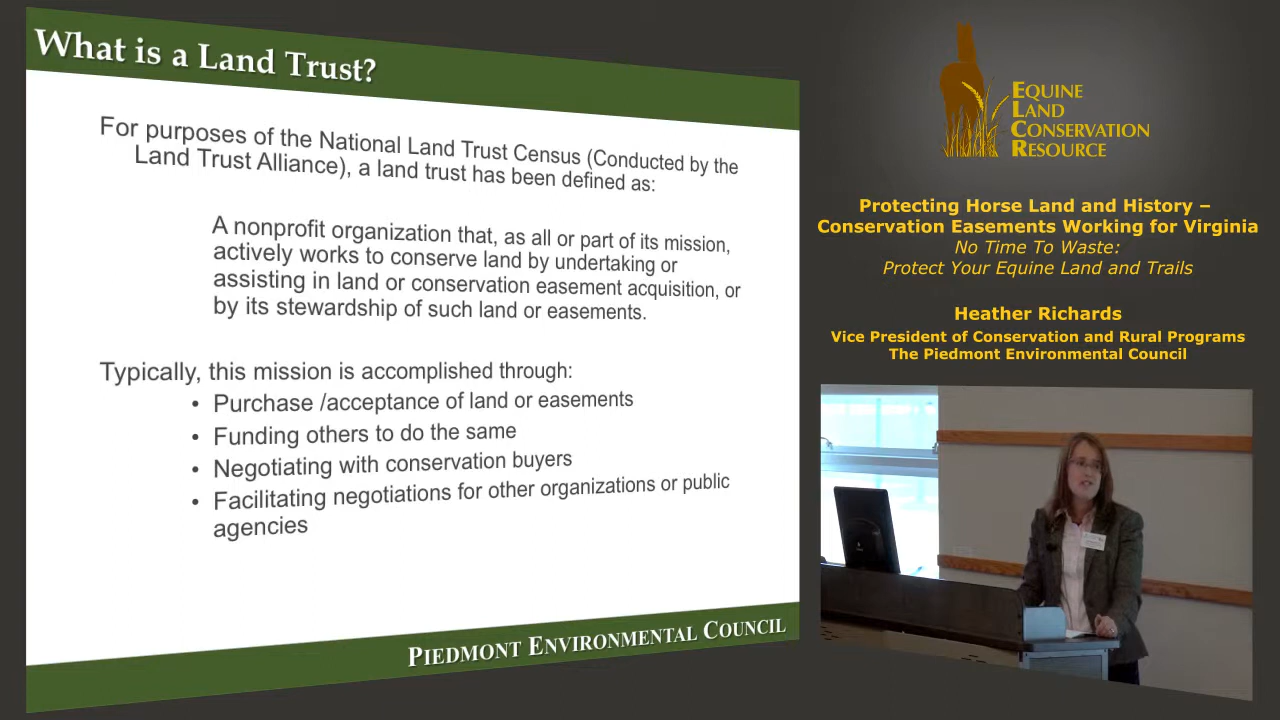 What is a Land Trust?
For purposes of the National Land Trust Census (Conducted by the
Land Trust Alliance), a land trust has been defined as:
A nonprofit organization that, as all or part of its mission,
actively works to conserve land by undertaking or
assisting in land or conservation easement acquisition, or
by its stewardship of such land or easements.
Typically, this mission is accomplished through:
• Purchase /acceptance of land or easements
• Funding others to do the same
• Negotiating with conservation buyers
• Facilitating negotiations for other organizations or public
agencies
PIEDMONT ENVIRONMENTAL COUNCIL
EQUINE
LAND
CONSERVATION
RESOURCE
Protecting Horse Land and History –
Conservation Easements Working for Virginia
No Time To Waste:
Protect Your Equine Land and Trails
Heather Richards
Vice President of Conservation and Rural Programs
The Piedmont Environmental Council